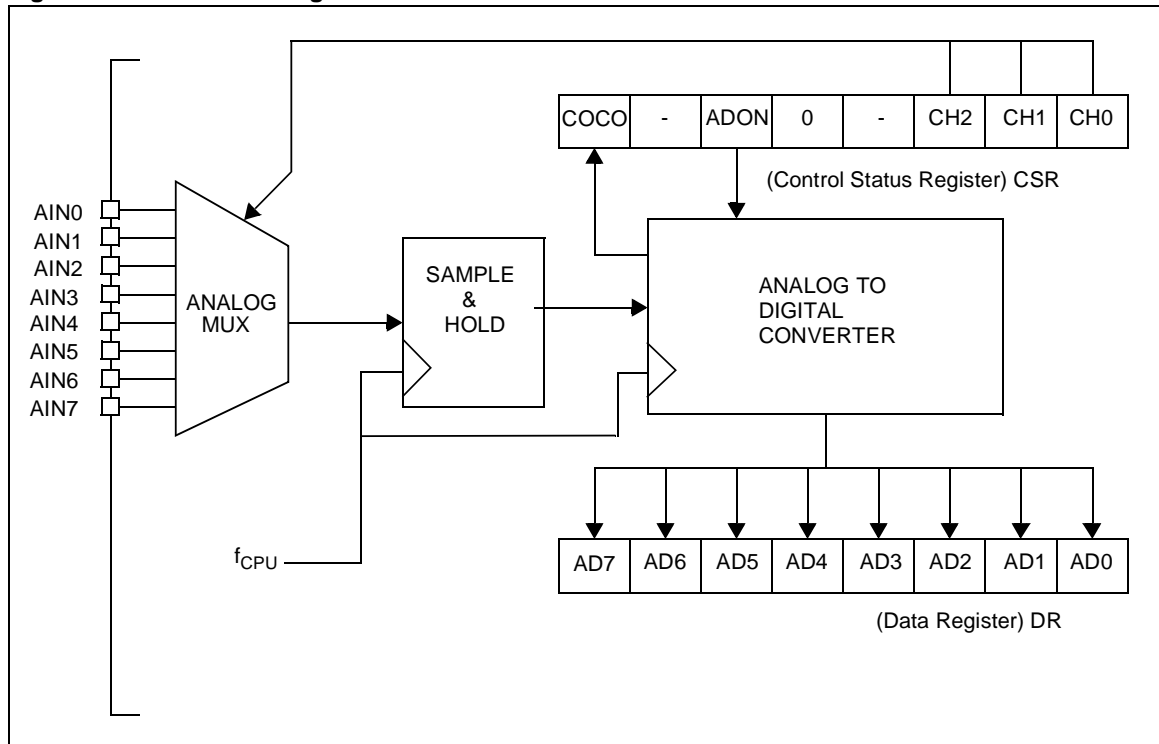 COCO - ADON 0 - CH2 CH1 CH0
(Control Status Register) CSR
AIN0
AIN1
AIN2
AIN3
AIN4
AIN5
AIN6
AIN7
ANALOG
MUX
SAMPLE
&
HOLD
ANALOG TO
DIGITAL
CONVERTER
fCPU
AD7 AD6 AD5 AD4 AD3 AD2 AD1 AD0
(Data Register) DR